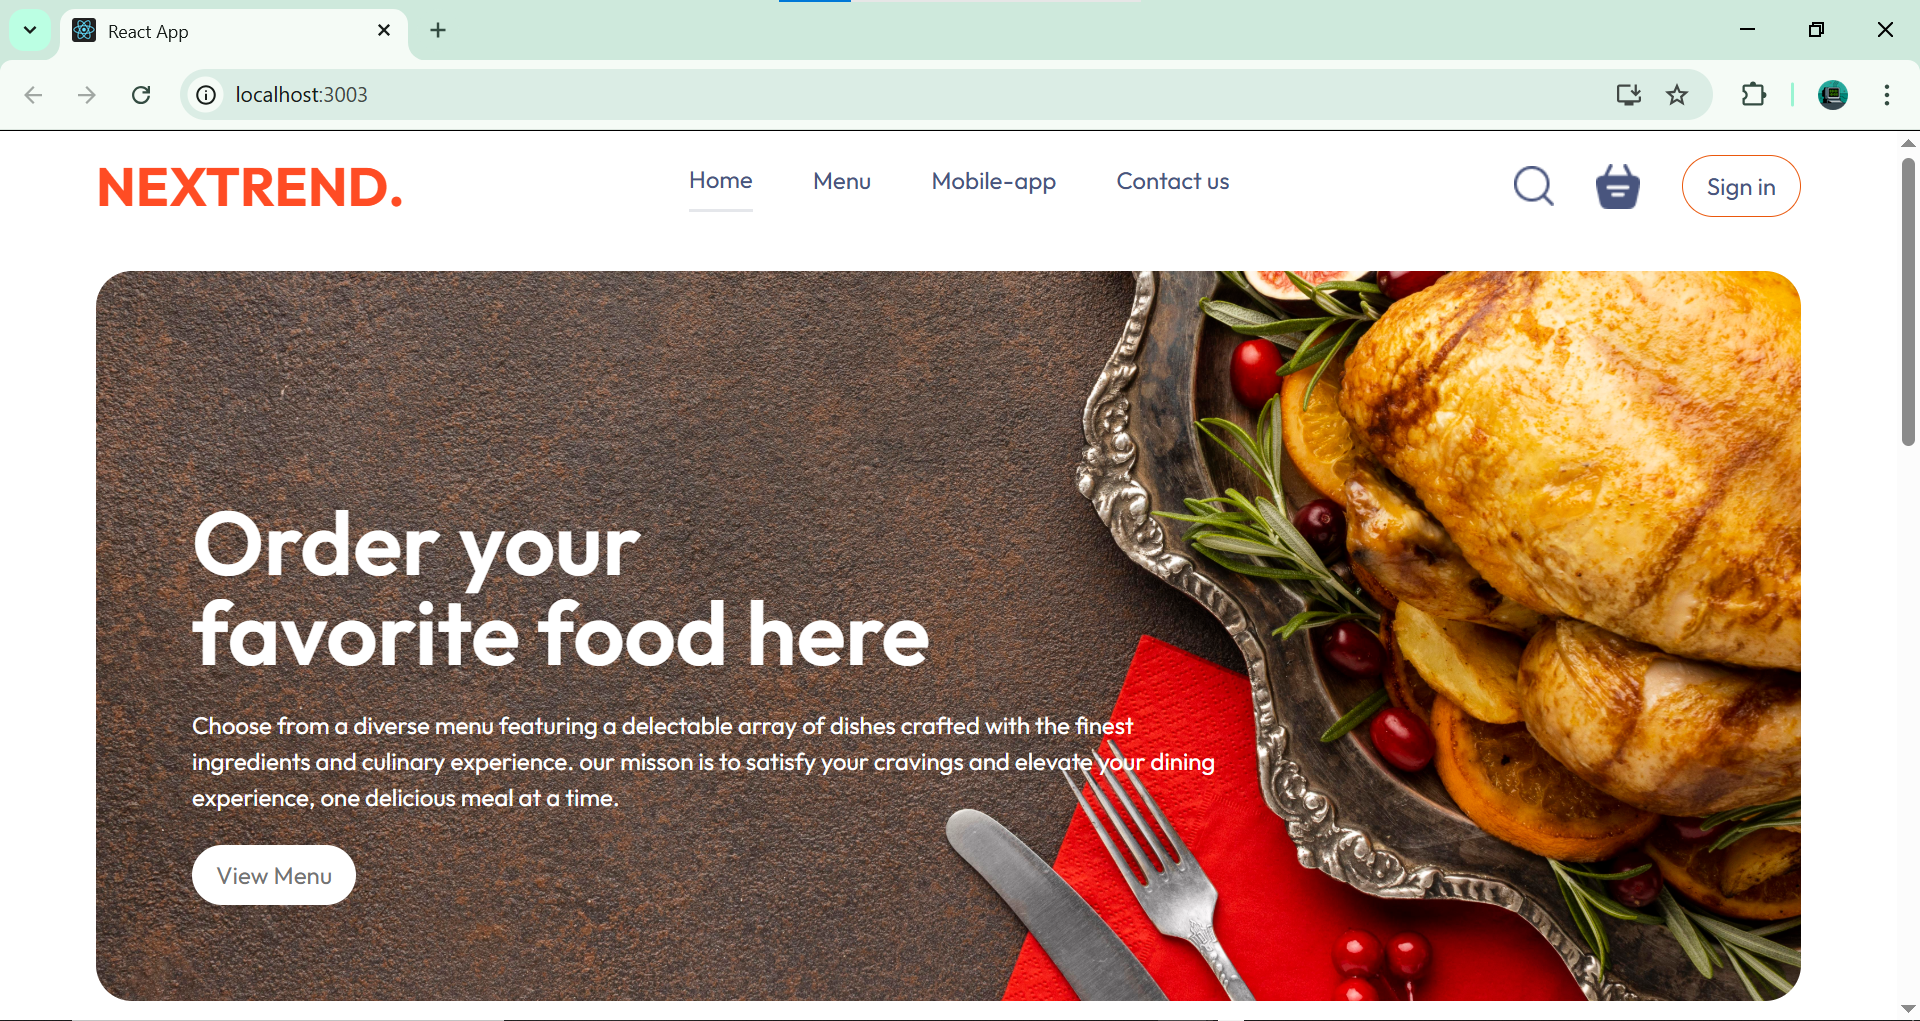 React App
localhost:3003
NEXTREND.
Home
Menu
Mobile-app
Contact us
Sign in
Order your
favorite food here
Choose from a diverse menu featuring a delectable array of dishes crafted with the finest
ingredients and culinary experience. our misson is to satisfy your cravings and elevate your dining
experience, one delicious meal at a time.
View Menu